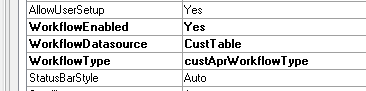 AllowUserSetup Yes
WorkflowEnabled Yes
WorkflowDatasource CustTable
WorkflowType custAprWorkflowType
StatusBarStyle Auto